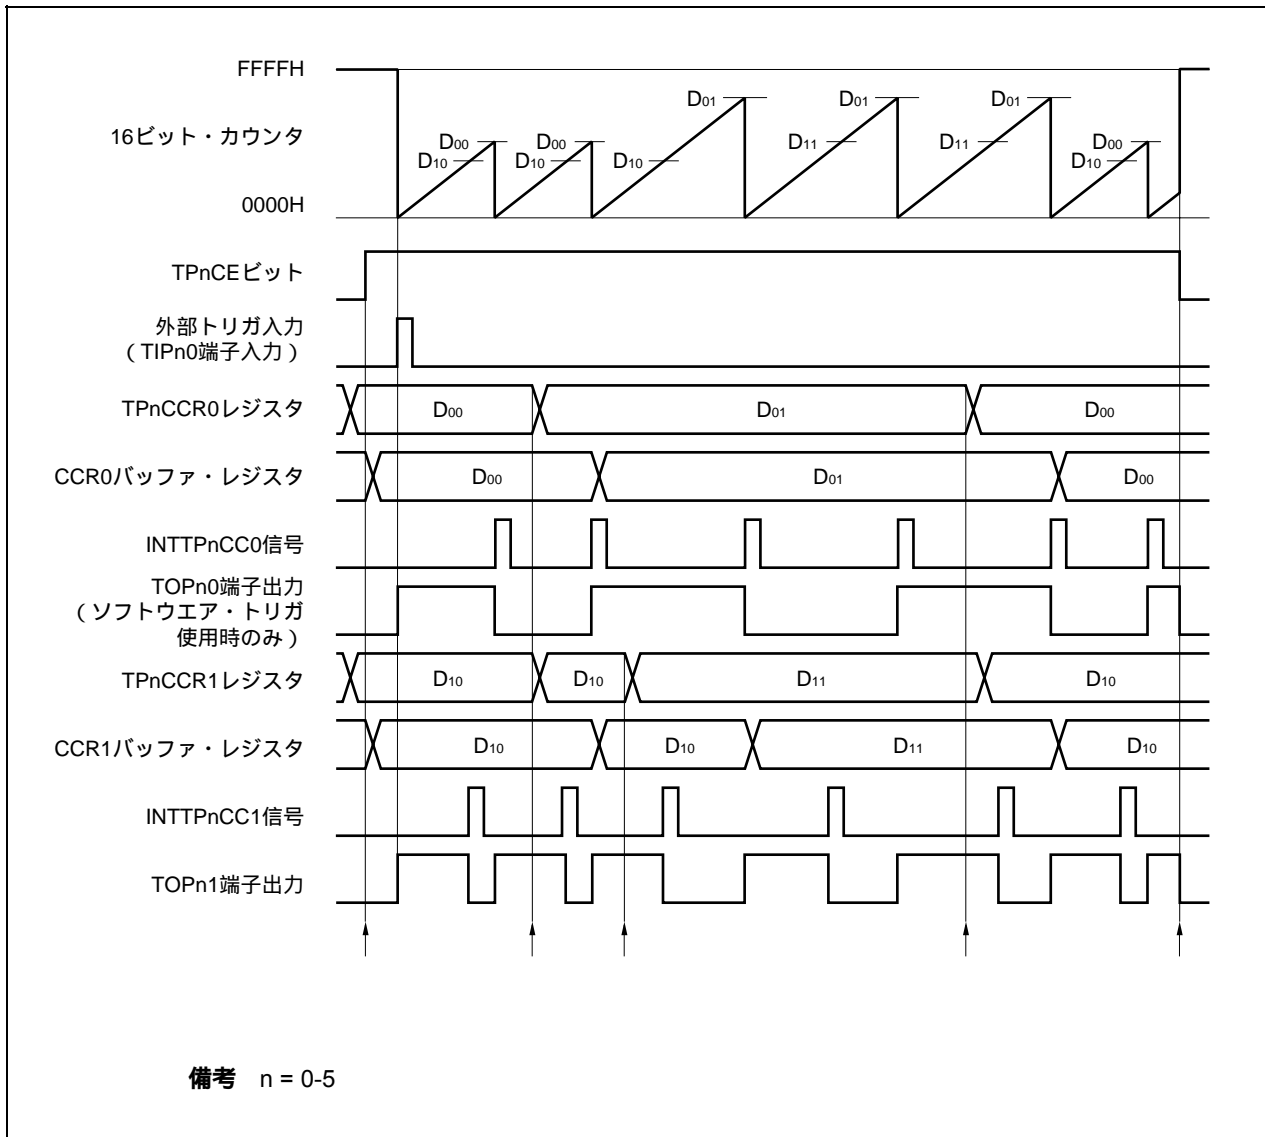 FFFFH
16ビット・カウンタ
0000H
D01 D01 D01
D00 D00 D11 D11 D00
D10 D10 D10 D10
TPnCEビット
外部トリガ入力
(TIPn0端子入力)
TPnCCR0レジスタ
D00 D01 D00
CCR0バッファ・レジスタ
D00 D01 D00
INTTPnCC0信号
TOPn0端子出力
(ソフトウエア・トリガ
使用時のみ)
TPnCCR1レジスタ
D10 D10 D11 D10
CCR1バッファ・レジスタ
D10 D10 D11 D10
INTTPnCC1信号
TOPn1端子出力
備考 n = 0-5